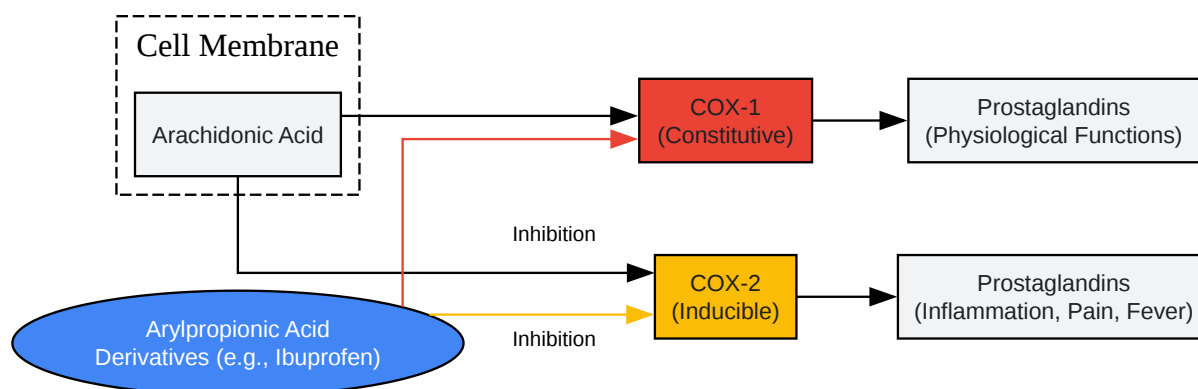 Cell Membrane
Arachidonic Acid
COX-1
(Constitutive)
Prostaglandins
(Physiological Functions)
Inhibition
COX-2
(Inducible)
Prostaglandins
(Inflammation, Pain, Fever)
Arylpropionic Acid
Derivatives (e.g., Ibuprofen)
Inhibition